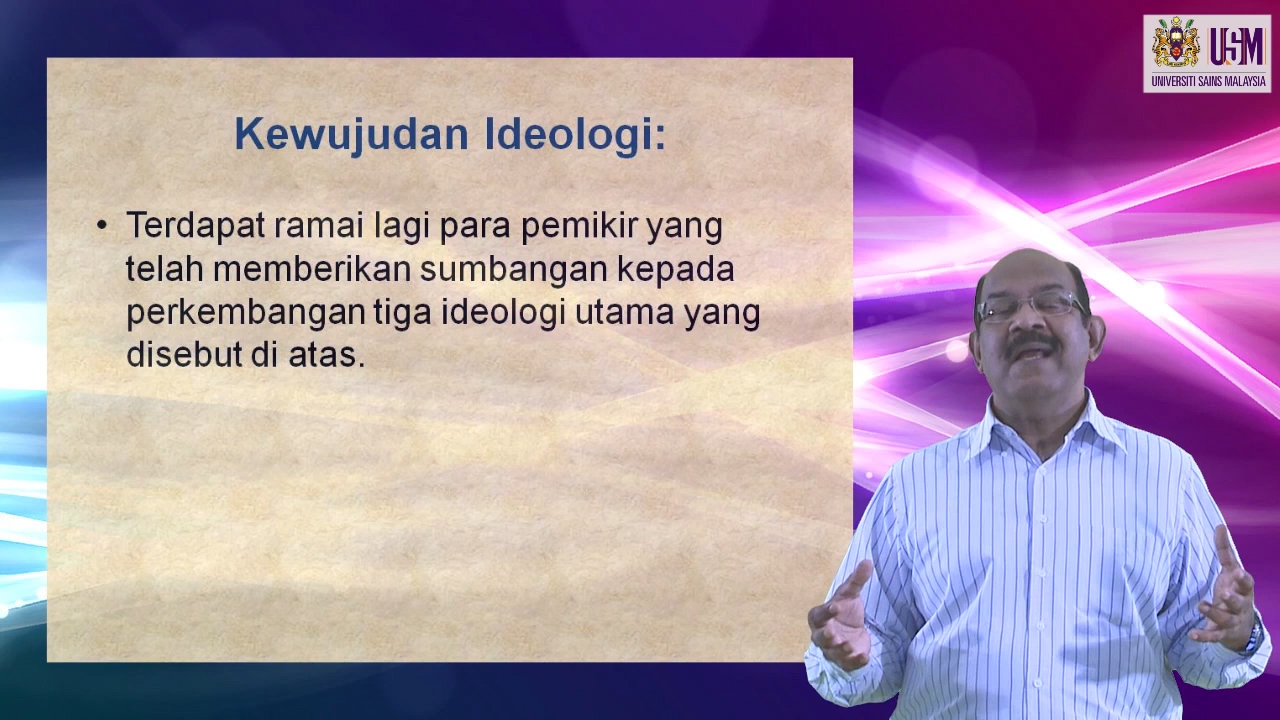 USM
UNIVERSITI SAINS MALAYSIA
Kewujudan Ideologi:
• Terdapat ramai lagi para pemikir yang
telah memberikan sumbangan kepada
perkembangan tiga ideologi utama yang
disebut di atas.